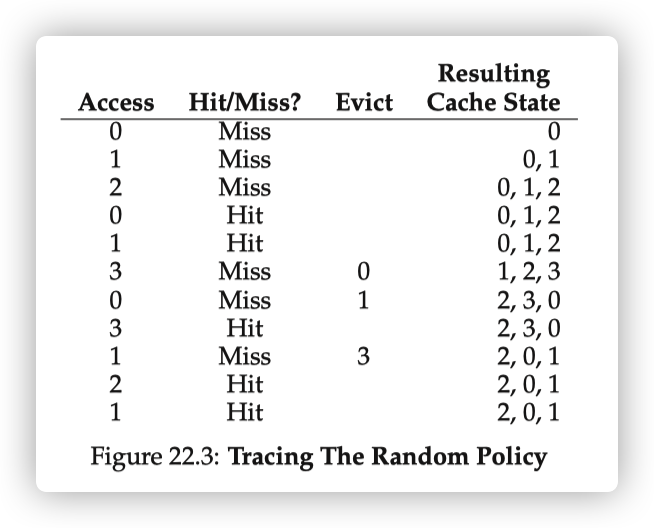 Resulting
Access Hit/Miss? Evict Cache State
0 Miss 0
1 Miss 0, 1
2 Miss 0, 1, 2
0 Hit 0, 1, 2
1 Hit 0, 1, 2
3 Miss 0 1, 2, 3
0 Miss 1 2, 3, 0
3 Hit 2, 3, 0
1 Miss 3 2, 0, 1
2 Hit 2, 0, 1
1 Hit 2, 0, 1
Figure 22.3: Tracing The Random Policy